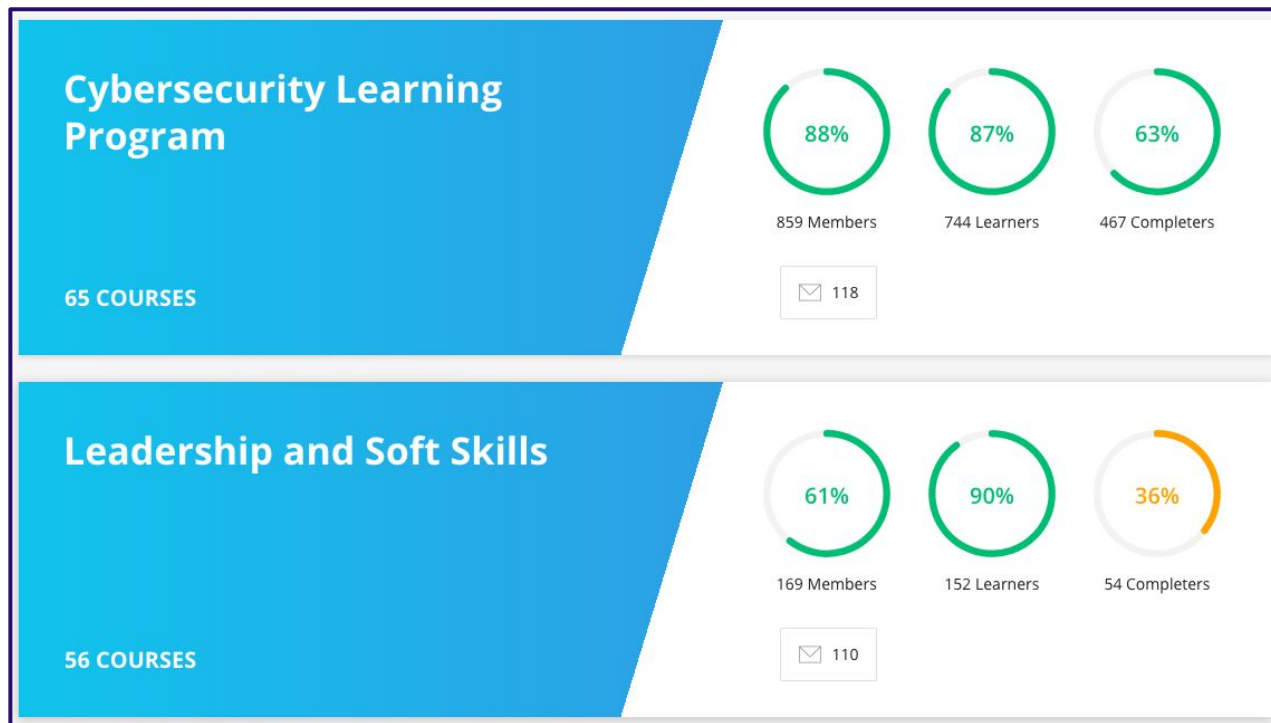 Cybersecurity Learning
Program
65 COURSES
88%
87%
63%
859 Members
744 Learners
467 Completers
118
Leadership and Soft Skills
56 COURSES
61%
90%
36%
169 Members
152 Learners
54 Completers
110